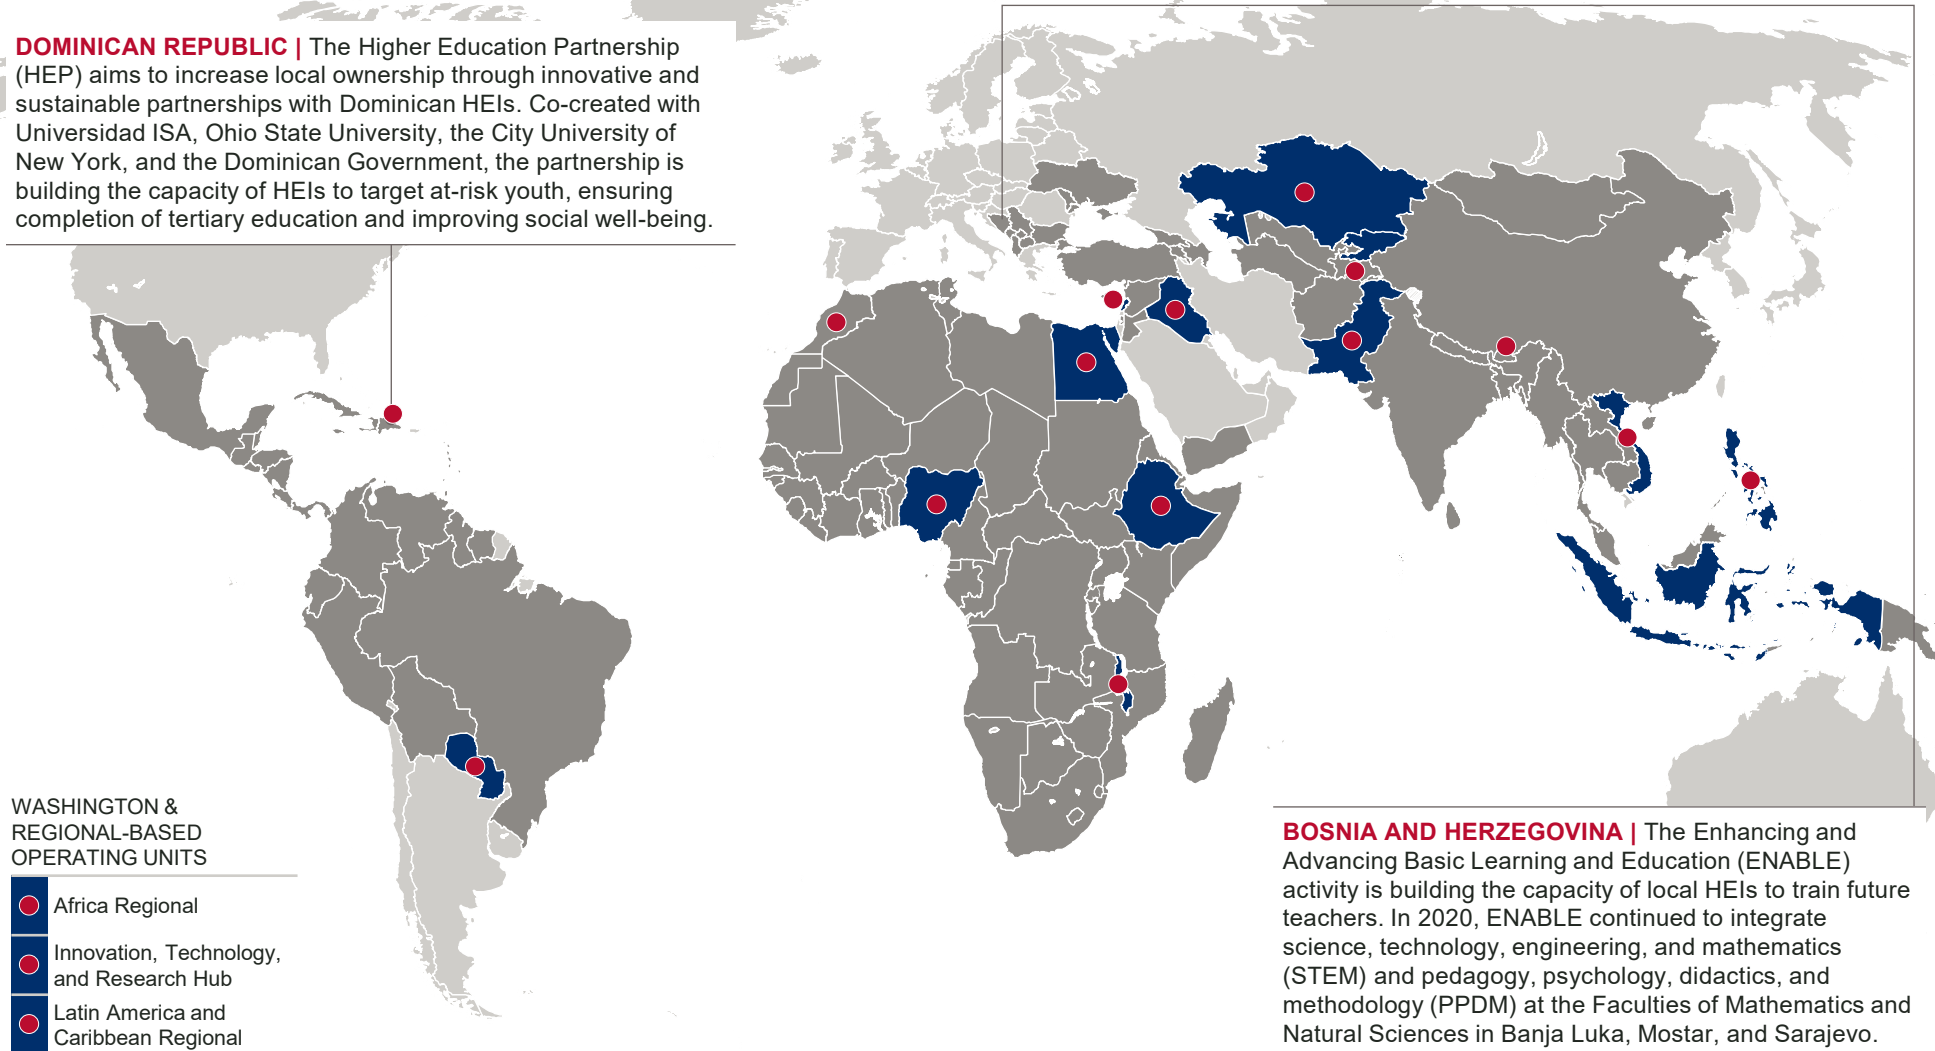 DOMINICAN REPUBLIC | The Higher Education Partnership
(HEP) aims to increase local ownership through innovative and
sustainable partnerships with Dominican HEIs. Co-created with
Universidad ISA, Ohio State University, the City University of
New York, and the Dominican Government, the partnership is
building the capacity of HEIs to target at-risk youth, ensuring
completion of tertiary education and improving social well-being.
WASHINGTON &
REGIONAL-BASED
OPERATING UNITS
Africa Regional
Innovation, Technology,
and Research Hub
Latin America and
Caribbean Regional
BOSNIA AND HERZEGOVINA | The Enhancing and
Advancing Basic Learning and Education (ENABLE)
activity is building the capacity of local HEIs to train future
teachers. In 2020, ENABLE continued to integrate
science, technology, engineering, and mathematics
(STEM) and pedagogy, psychology, didactics, and
methodology (PPDM) at the Faculties of Mathematics and
Natural Sciences in Banja Luka, Mostar, and Sarajevo.